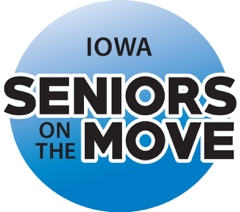 IOWA
SENIORS
ON THE MOVE